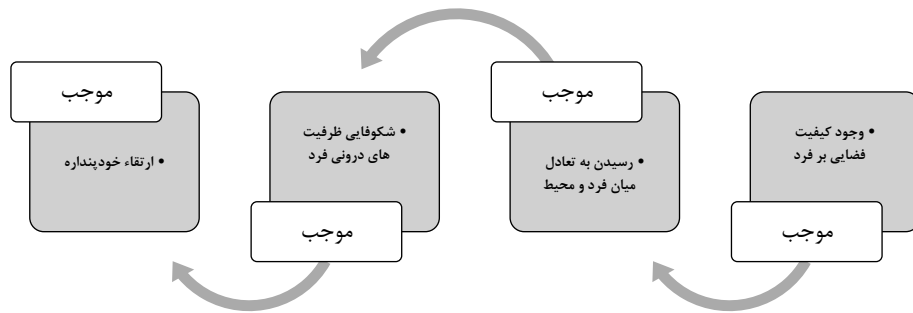 • وجود کیفیت
فضایی بر فرد
موجب
موجب
• رسیدن به تعادل
میان فرد و محیط
• شکوفایی ظرفیت
های درونی فرد
موجب
موجب
• ارتقاء خودپنداره